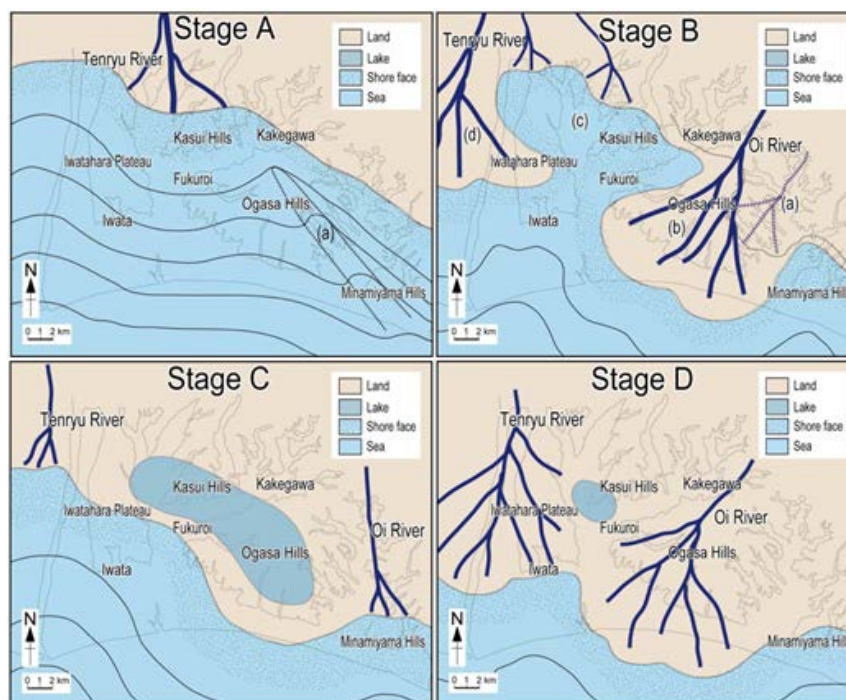 Stage A
Land
Lake
Shore face
Sea
Tenryu River
Kasui Hills
Kakegawa
Iwatahara Plateau
Fukuroi
Ogasa Hills
Iwata
(a)
Minamiyama Hills
N
0 1 2 km
Stage B
Land
Lake
Shore face
Sea
Tenryu River
(c)
(d)
Kasui Hills
Kakegawa
Oi River
Iwatahara Plateau
Fukuroi
Ogasa Hills
(a)
Iwata
(b)
Minamiyama Hills
N
0 1 2 km
Stage C
Land
Lake
Shore face
Sea
Tenryu River
Kasui Hills
Kakegawa
Iwatahara Plateau
Fukuroi
Oi River
Iwata
Ogasa Hills
Minamiyama Hills
N
0 1 2 km
Stage D
Land
Lake
Shore face
Sea
Tenryu River
Kasui Hills
Kakegawa
Iwatahara Plateau
Oi River
Fukuroi
Ogasa Hills
Iwata
Minamiyama Hills
N
0 1 2 km